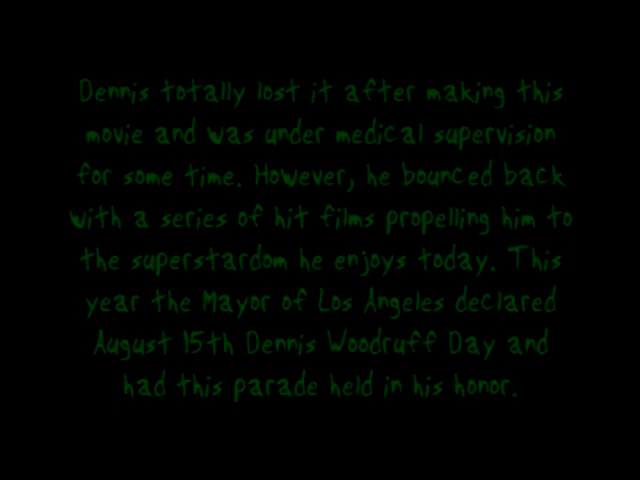 Dennis totally lost it after making this
movie and was under medical supervision
for some time. However, he bounced back
with a series of hit films propelling him to
the superstardom he enjoys today. This
year the Mayor of Los Angeles declared
August 15th Dennis Woodruff Day and
had this parade held in his honor.